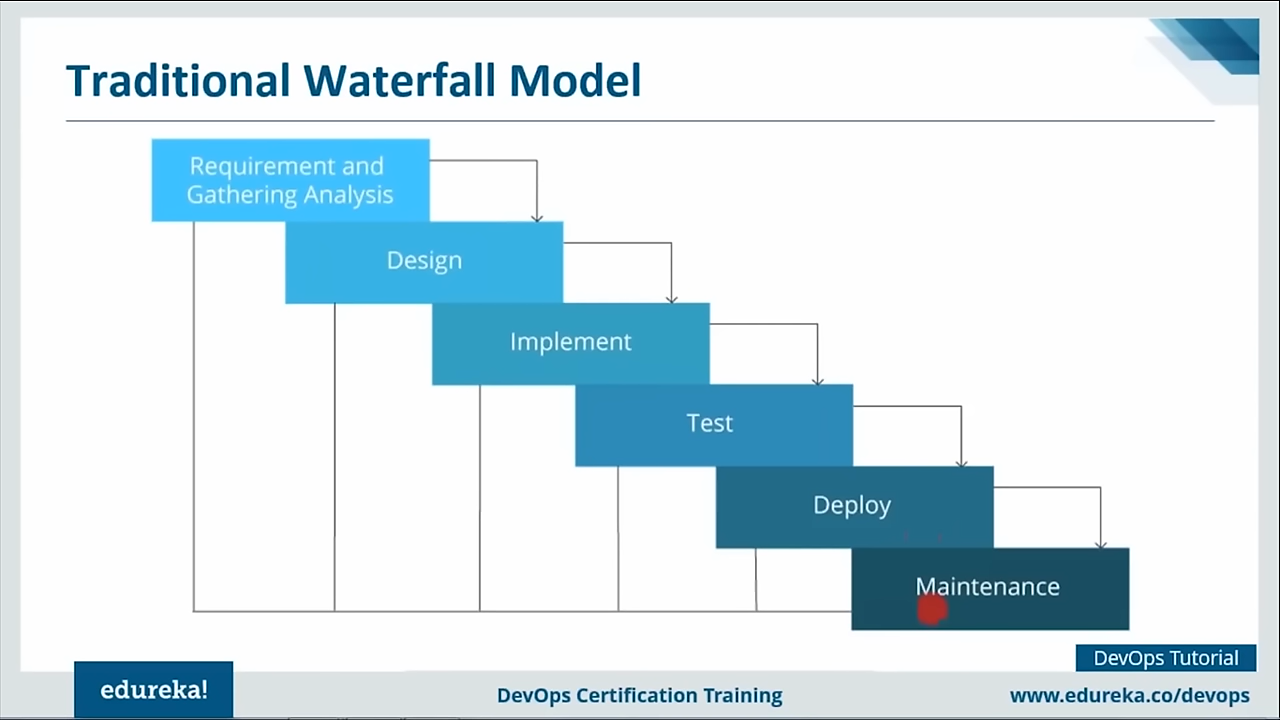 Traditional Waterfall Model
Requirement and
Gathering Analysis
Design
Implement
Test
Deploy
Maintenance
DevOps Tutorial
edureka!
DevOps Certification Training
www.edureka.co/devops